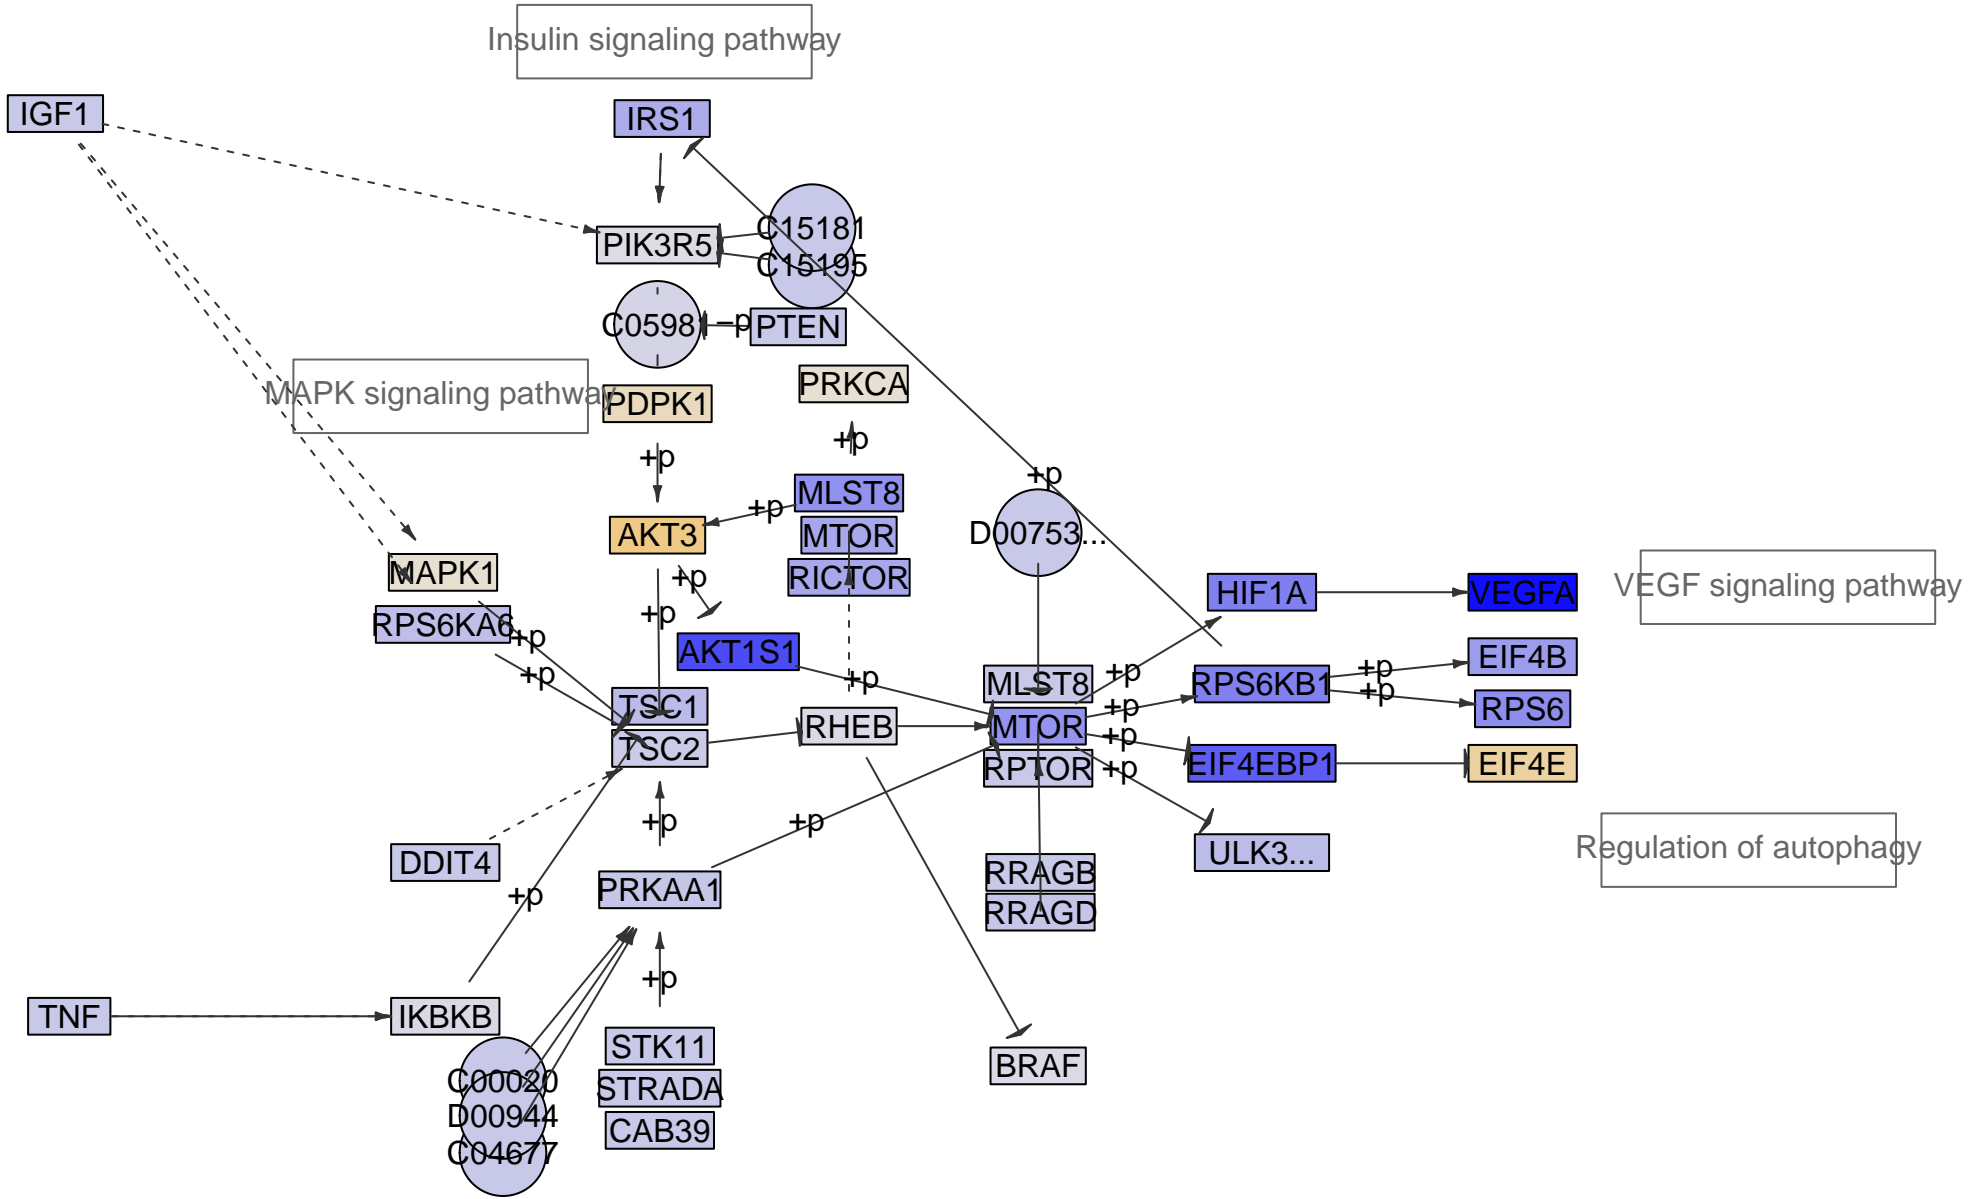 Insulin signaling pathway
IGF1
IRS1
C15181
PIK3R5
C15195
C05981
−p
PTEN
MAPK signaling pathway
PDPK1
PRKCA
+p
+p
+p
MLST8
+p
AKT3
MTOR
D00753...
MAPK1
+p
RICTOR
HIF1A
VEGFA
VEGF signaling pathway
RPS6KA6
+p
+p
AKT1S1
EIF4B
+p
+p
+p
+p
MLST8
RPS6KB1
+p
TSC1
+p
RPS6
RHEB
MTOR
TSC2
+p
RPTOR
+p
EIF4EBP1
EIF4E
+p
+p
DDIT4
ULK3...
Regulation of autophagy
PRKAA1
RRAGB
+p
RRAGD
+p
TNF
IKBKB
STK11
BRAF
C00020
STRADA
D00944
CAB39
C04677